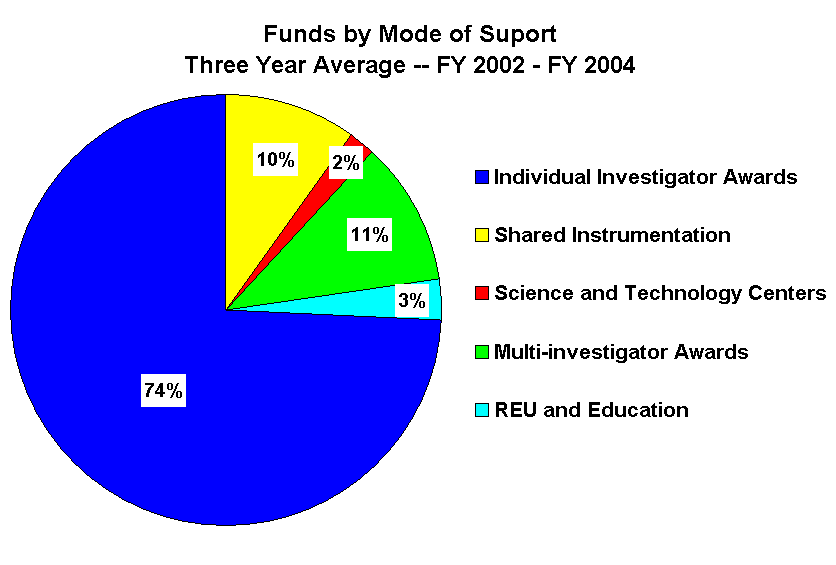 Funds by Mode of Suport
Three Year Average -- FY 2002 - FY 2004
10%
2%
11%
3%
74%
Individual Investigator Awards
Shared Instrumentation
Science and Technology Centers
Multi-investigator Awards
REU and Education